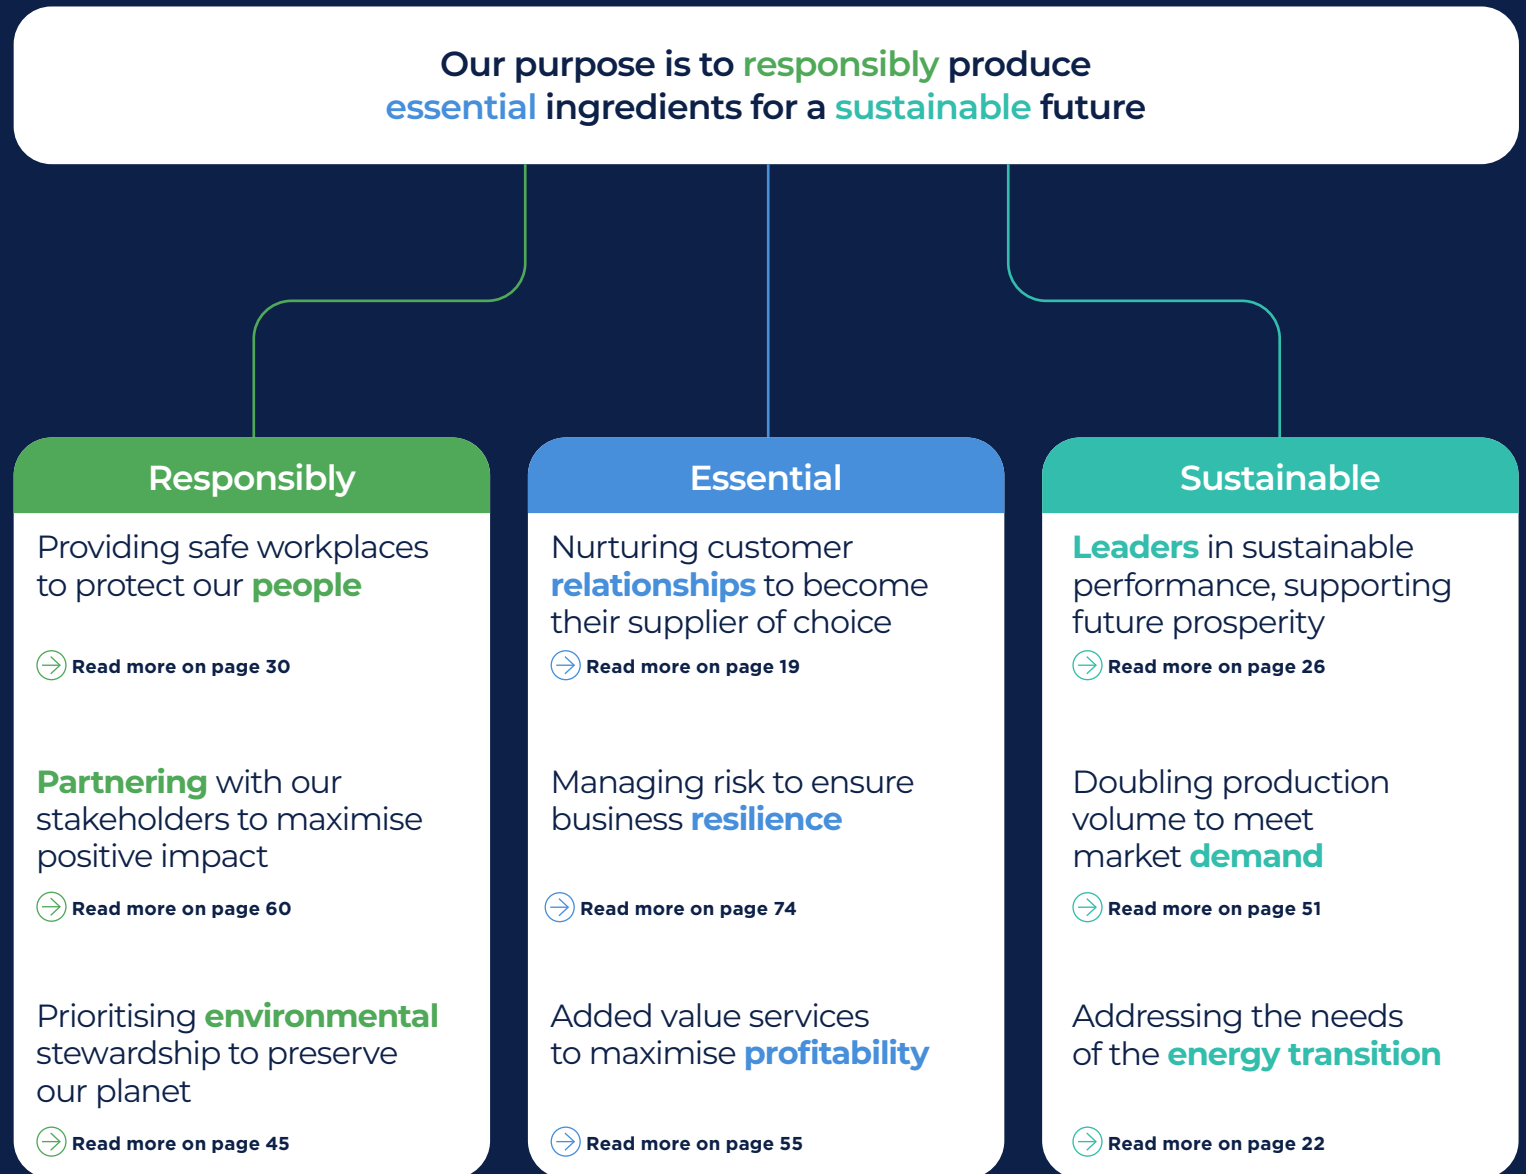 Our purpose is to responsibly produce
essential ingredients for a sustainable future
Responsibly
Providing safe workplaces
to protect our people
Read more on page 30
Partnering with our
stakeholders to maximise
positive impact
Read more on page 60
Prioritising environmental
stewardship to preserve
our planet
Read more on page 45
Essential
Nurturing customer
relationships to become
their supplier of choice
Read more on page 19
Managing risk to ensure
business resilience
Read more on page 74
Added value services
to maximise profitability
Read more on page 55
Sustainable
Leaders in sustainable
performance, supporting
future prosperity
Read more on page 26
Doubling production
volume to meet
market demand
Read more on page 51
Addressing the needs
of the energy transition
Read more on page 22